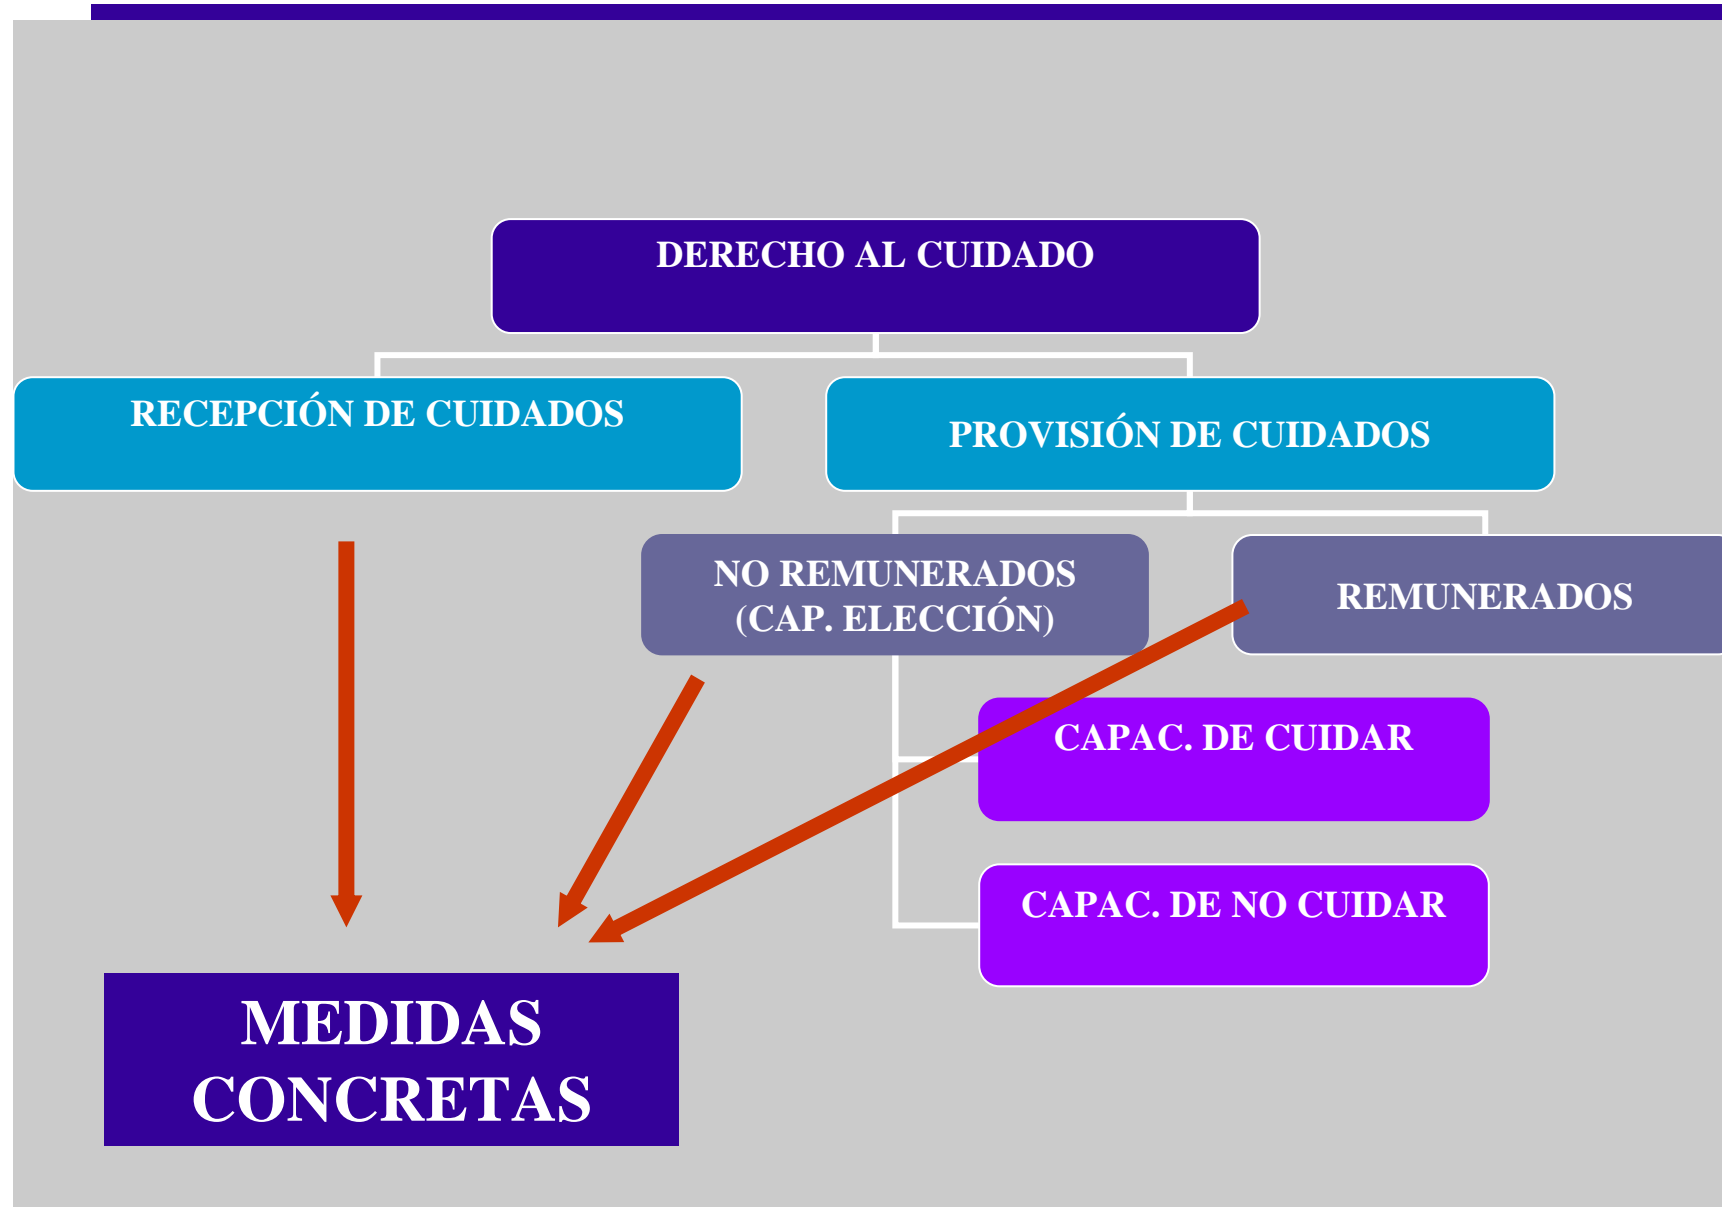 DERECHO AL CUIDADO
RECEPCIÓN DE CUIDADOS
PROVISIÓN DE CUIDADOS
NO REMUNERADOS
(CAP. ELECCIÓN)
REMUNERADOS
CAPAC. DE CUIDAR
CAPAC. DE NO CUIDAR
MEDIDAS
CONCRETAS